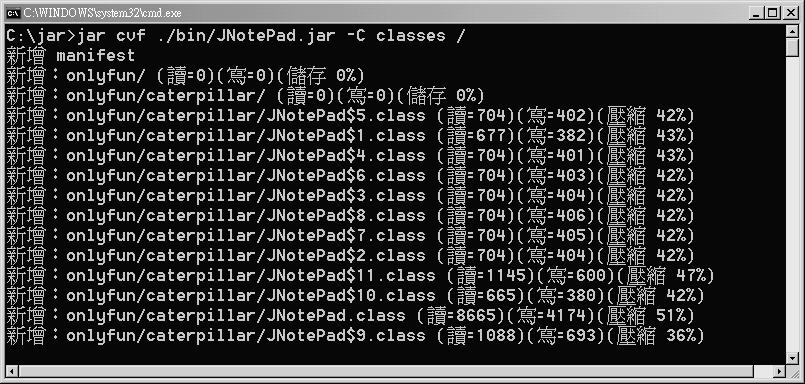 C:\WINDOWS\system32\cmd.exe
C:\jar>jar cvf ./bin/JNotePad.jar -C classes /
新增 manifest
新增：onlyfun/ (讀=0)(寫=0)(儲存 0%)
新增：onlyfun/caterpillar/ (讀=0)(寫=0)(儲存 0%)
新增：onlyfun/caterpillar/JNotePad$5.class (讀=704)(寫=402)(壓縮 42%)
新增：onlyfun/caterpillar/JNotePad$1.class (讀=677)(寫=382)(壓縮 43%)
新增：onlyfun/caterpillar/JNotePad$4.class (讀=704)(寫=401)(壓縮 43%)
新增：onlyfun/caterpillar/JNotePad$6.class (讀=704)(寫=403)(壓縮 42%)
新增：onlyfun/caterpillar/JNotePad$3.class (讀=704)(寫=404)(壓縮 42%)
新增：onlyfun/caterpillar/JNotePad$8.class (讀=704)(寫=406)(壓縮 42%)
新增：onlyfun/caterpillar/JNotePad$7.class (讀=704)(寫=405)(壓縮 42%)
新增：onlyfun/caterpillar/JNotePad$2.class (讀=704)(寫=404)(壓縮 42%)
新增：onlyfun/caterpillar/JNotePad$11.class (讀=1145)(寫=600)(壓縮 47%)
新增：onlyfun/caterpillar/JNotePad$10.class (讀=665)(寫=380)(壓縮 42%)
新增：onlyfun/caterpillar/JNotePad.class (讀=8665)(寫=4174)(壓縮 51%)
新增：onlyfun/caterpillar/JNotePad$9.class (讀=1088)(寫=693)(壓縮 36%)